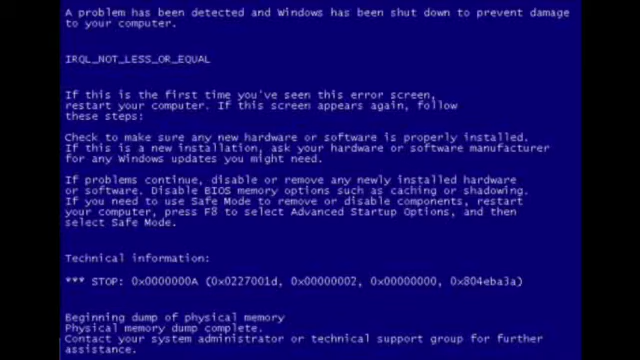 A problem has been detected and Windows has been shut down to prevent damage
to your computer.
IRQL_NOT_LESS_OR_EQUAL
If this is the first time you've seen this error screen,
restart your computer. If this screen appears again, follow
these steps:
Check to make sure any new hardware or software is properly installed.
If this is a new installation, ask your hardware or software manufacturer
for any Windows updates you might need.
If problems continue, disable or remove any newly installed hardware
or software. Disable BIOS memory options such as caching or shadowing.
If you need to use Safe Mode to remove or disable components, restart
your computer, press F8 to select Advanced Startup Options, and then
select Safe Mode.
Technical information:
*** STOP: 0x0000000A (0x0227001d, 0x00000002, 0x00000000, 0x804eba3a)
Beginning dump of physical memory
Physical memory dump complete.
Contact your system administrator or technical support group for further
assistance.